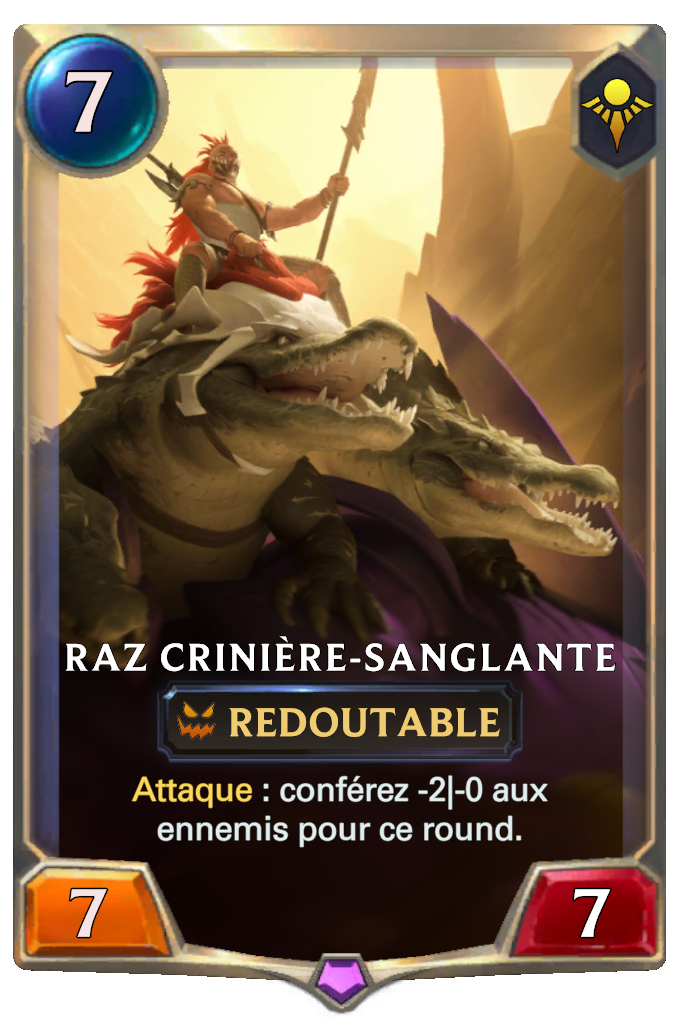 7
RAZ CRINIÈRE-SANGLANTE
REDOUTABLE
Attaque : conférez -2|-0 aux
ennemis pour ce round.
7 7